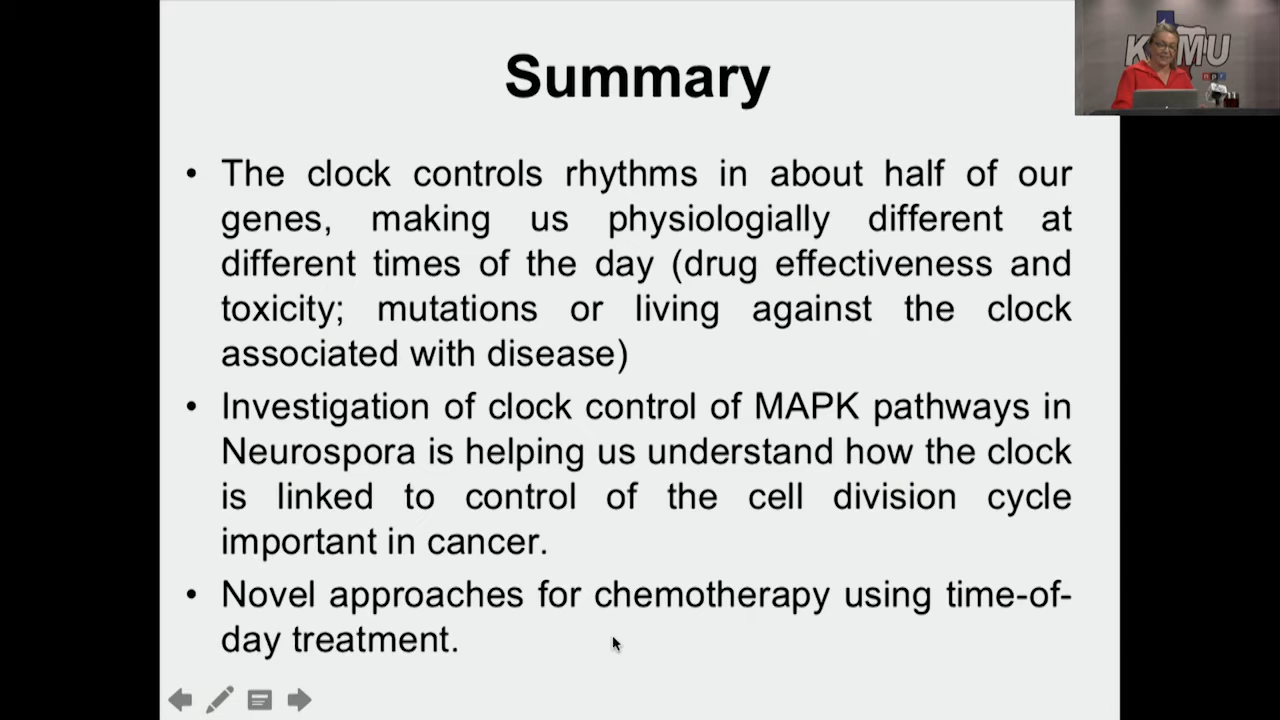 Summary
• The clock controls rhythms in about half of our
genes, making us physiologially different at
different times of the day (drug effectiveness and
toxicity; mutations or living against the clock
associated with disease)
• Investigation of clock control of MAPK pathways in
Neurospora is helping us understand how the clock
is linked to control of the cell division cycle
important in cancer.
• Novel approaches for chemotherapy using time-of-
day treatment.
npr